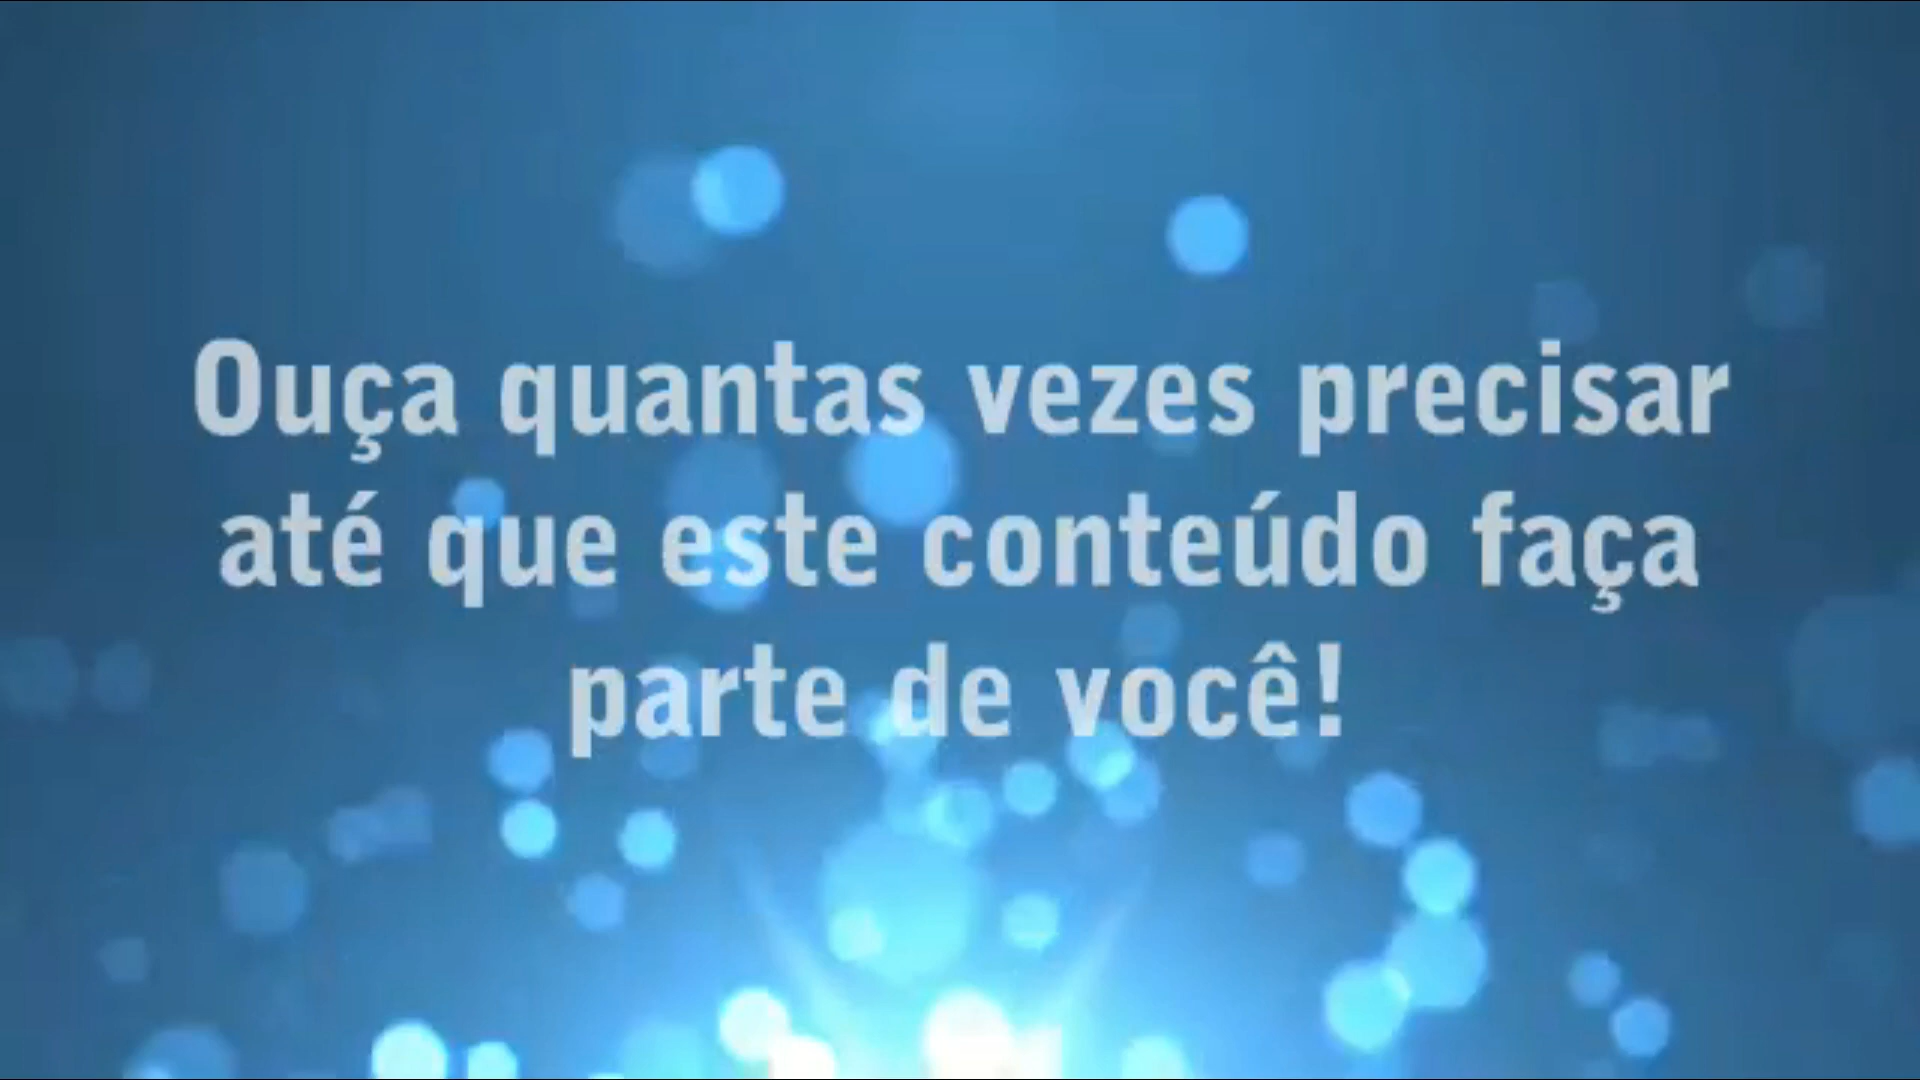 Ouça quantas vezes precisar
até que este conteúdo faça
parte de você!